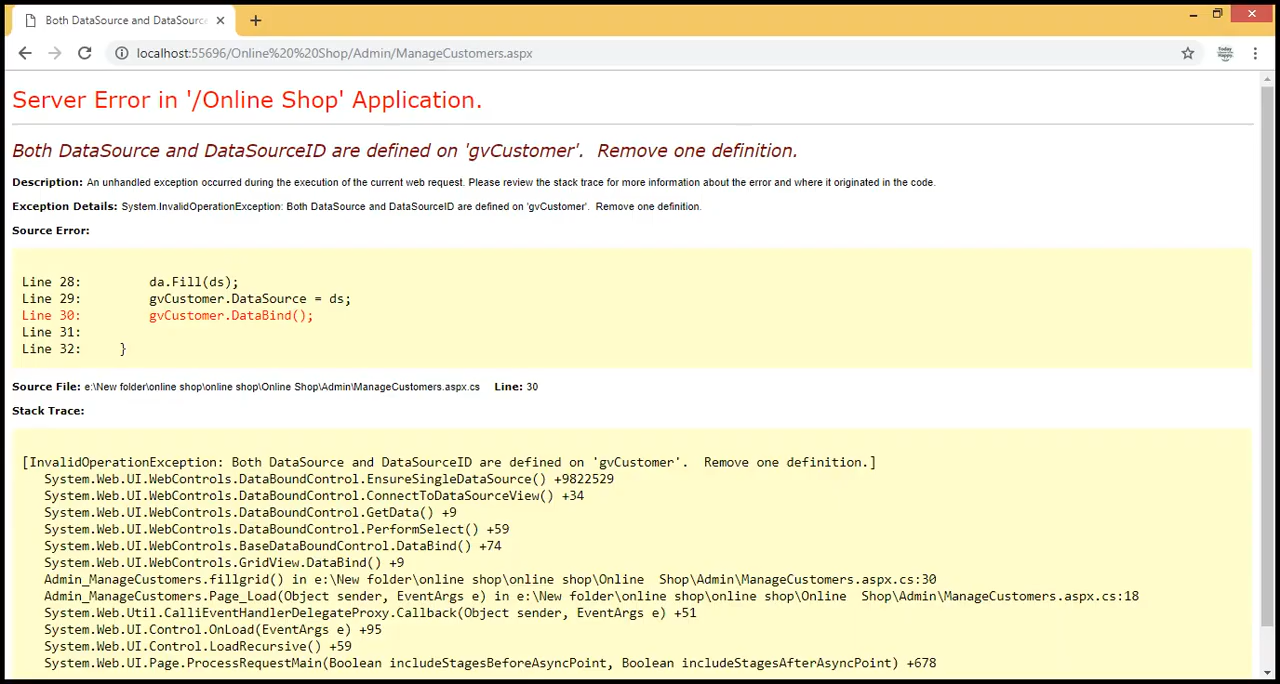 Both DataSource and DataSource
localhost:55696/Online%20%20Shop/Admin/ManageCustomers.aspx
Server Error in '/Online Shop' Application.
Both DataSource and DataSourceID are defined on 'gvCustomer'.  Remove one definition.
Description: An unhandled exception occurred during the execution of the current web request. Please review the stack trace for more information about the error and where it originated in the code.
Exception Details: System.InvalidOperationException: Both DataSource and DataSourceID are defined on 'gvCustomer'.  Remove one definition.
Source Error:
Line 28:         da.Fill(ds);
Line 29:         gvCustomer.DataSource = ds;
Line 30:         gvCustomer.DataBind();
Line 31:
Line 32:     }
Source File: e:\New folder\online shop\online shop\Online Shop\Admin\ManageCustomers.aspx.cs    Line: 30
Stack Trace:
[InvalidOperationException: Both DataSource and DataSourceID are defined on 'gvCustomer'.  Remove one definition.]
System.Web.UI.WebControls.DataBoundControl.EnsureSingleDataSource() +9822529
System.Web.UI.WebControls.DataBoundControl.ConnectToDataSourceView() +34
System.Web.UI.WebControls.DataBoundControl.GetData() +9
System.Web.UI.WebControls.DataBoundControl.PerformSelect() +59
System.Web.UI.WebControls.BaseDataBoundControl.DataBind() +74
System.Web.UI.WebControls.GridView.DataBind() +9
Admin_ManageCustomers.fillgrid() in e:\New folder\online shop\online shop\Online  Shop\Admin\ManageCustomers.aspx.cs:30
Admin_ManageCustomers.Page_Load(Object sender, EventArgs e) in e:\New folder\online shop\online shop\Online  Shop\Admin\ManageCustomers.aspx.cs:18
System.Web.Util.CalliEventHandlerDelegateProxy.Callback(Object sender, EventArgs e) +51
System.Web.UI.Control.OnLoad(EventArgs e) +95
System.Web.UI.Control.LoadRecursive() +59
System.Web.UI.Page.ProcessRequestMain(Boolean includeStagesBeforeAsyncPoint, Boolean includeStagesAfterAsyncPoint) +678